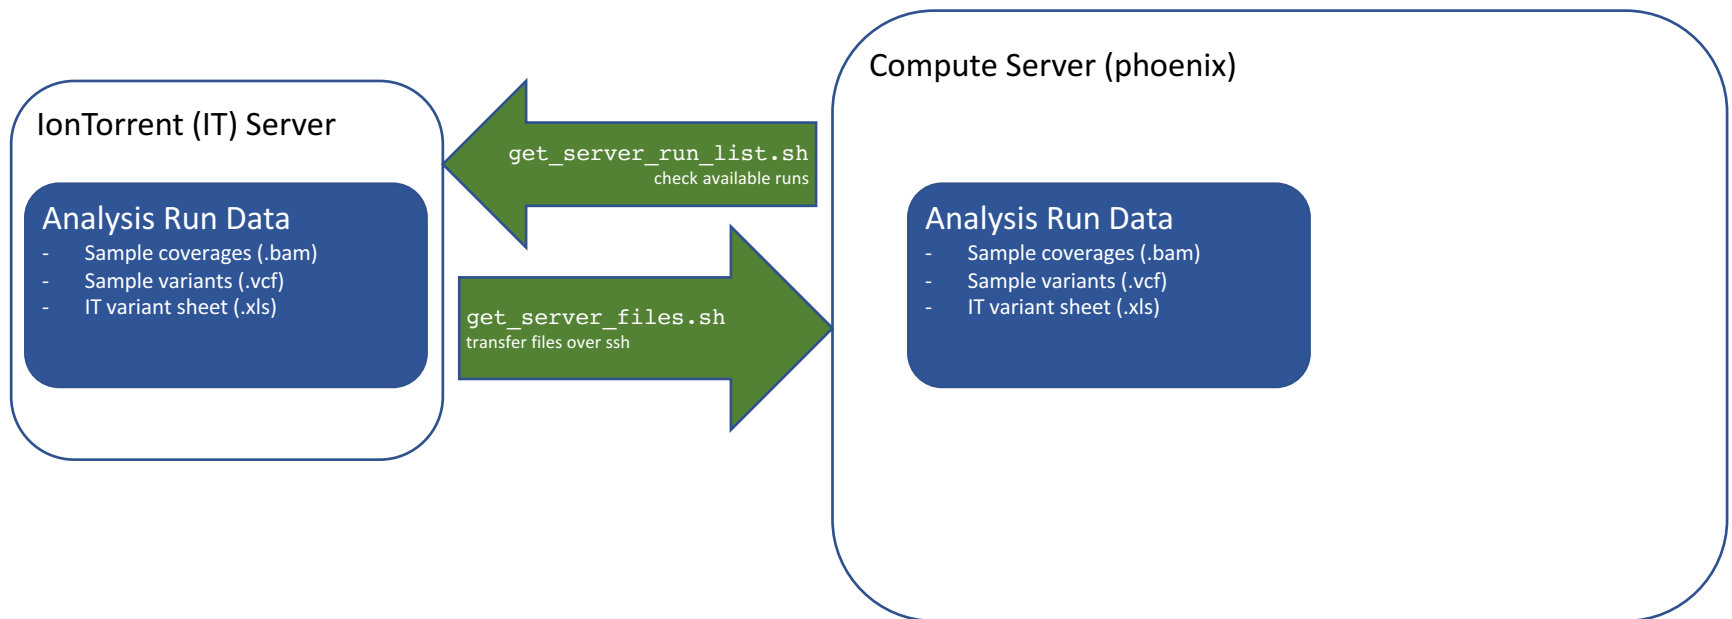 IonTorrent (IT) Server
Analysis Run Data
- Sample coverages (.bam)
- Sample variants (.vcf)
- IT variant sheet (.xls)
get_server_run_list.sh
check available runs
get_server_files.sh
transfer files over ssh
Compute Server (phoenix)
Analysis Run Data
- Sample coverages (.bam)
- Sample variants (.vcf)
- IT variant sheet (.xls)